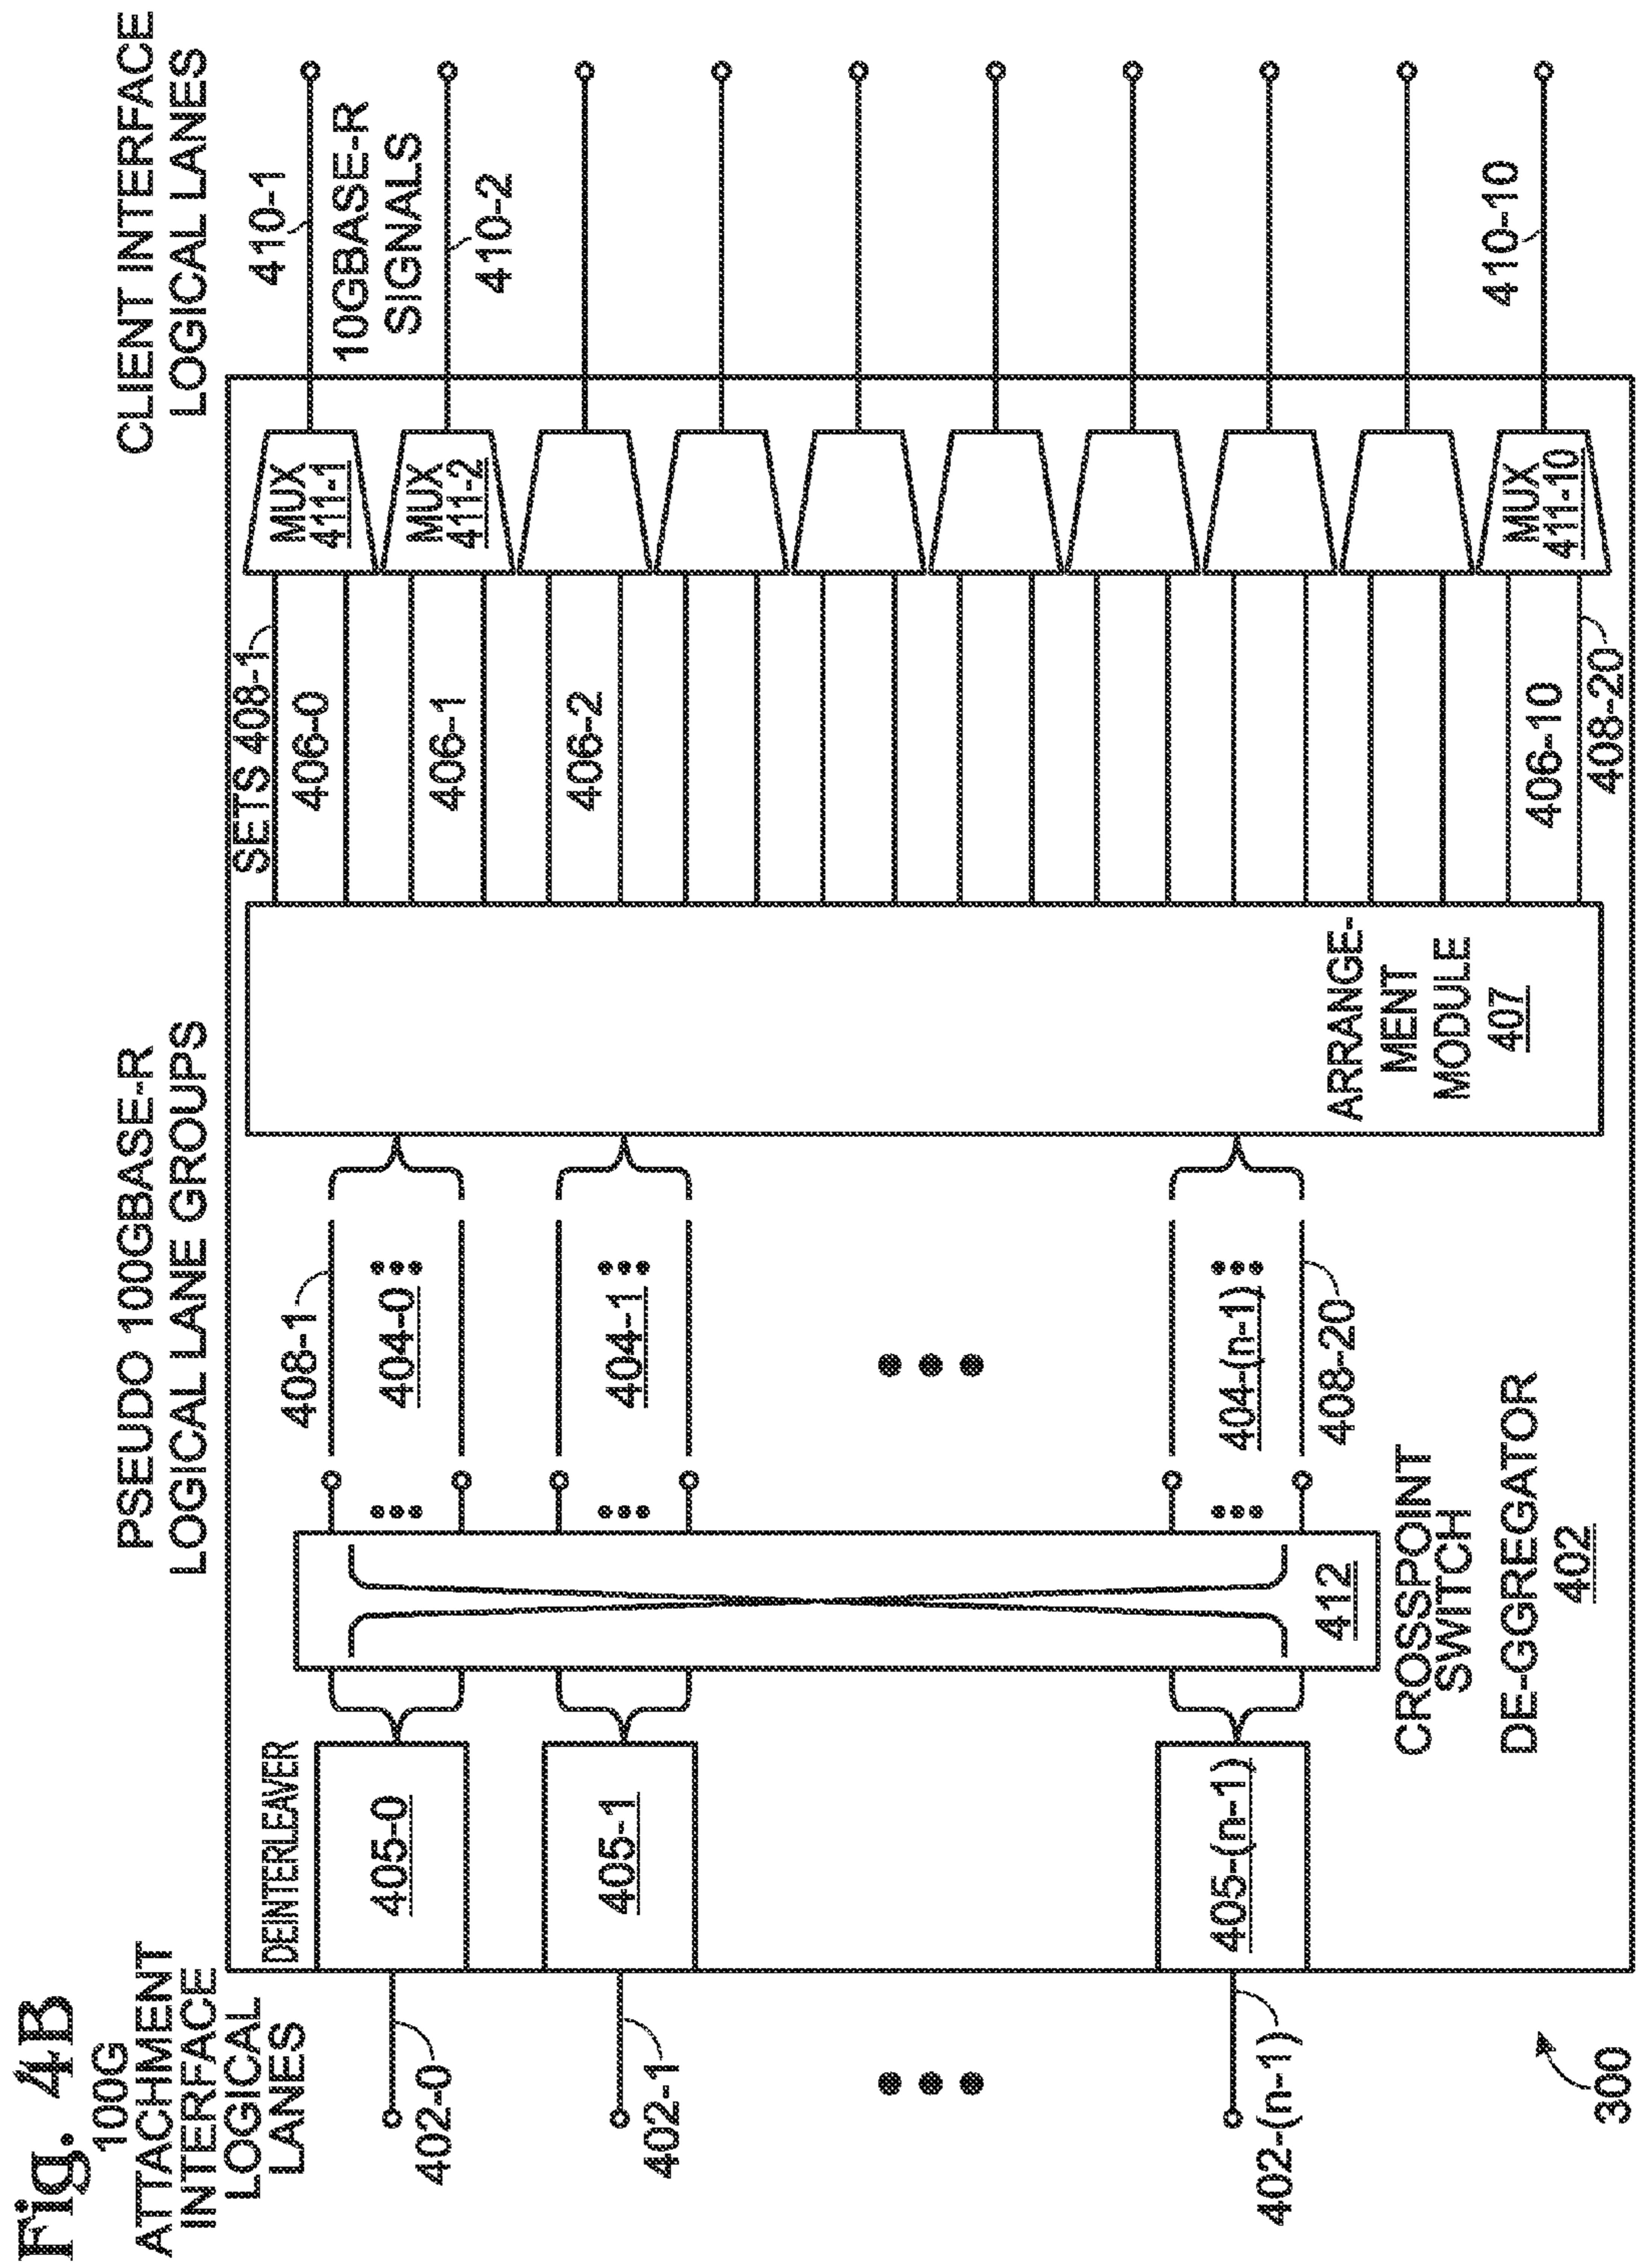 Fig. 4B
100G
ATTACHMENT
INTERFACE
LOGICAL
LANES
PSEUDO 100GBASE-R
LOGICAL LANE GROUPS
CLIENT INTERFACE
LOGICAL LANES
402-0
402-1
402-(n-1)
DEINTERLEAVER
405-0
405-1
405-(n-1)
412
CROSSPOINT
SWITCH
DE-GGREGATOR
402
408-1
404-0
404-1
404-(n-1)
408-20
ARRANGE-
MENT
MODULE
407
SETS 408-1
406-0
406-1
406-2
406-10
408-20
MUX
411-1
MUX
411-2
MUX
411-10
410-1
10GBASE-R
SIGNALS
410-2
410-10
300